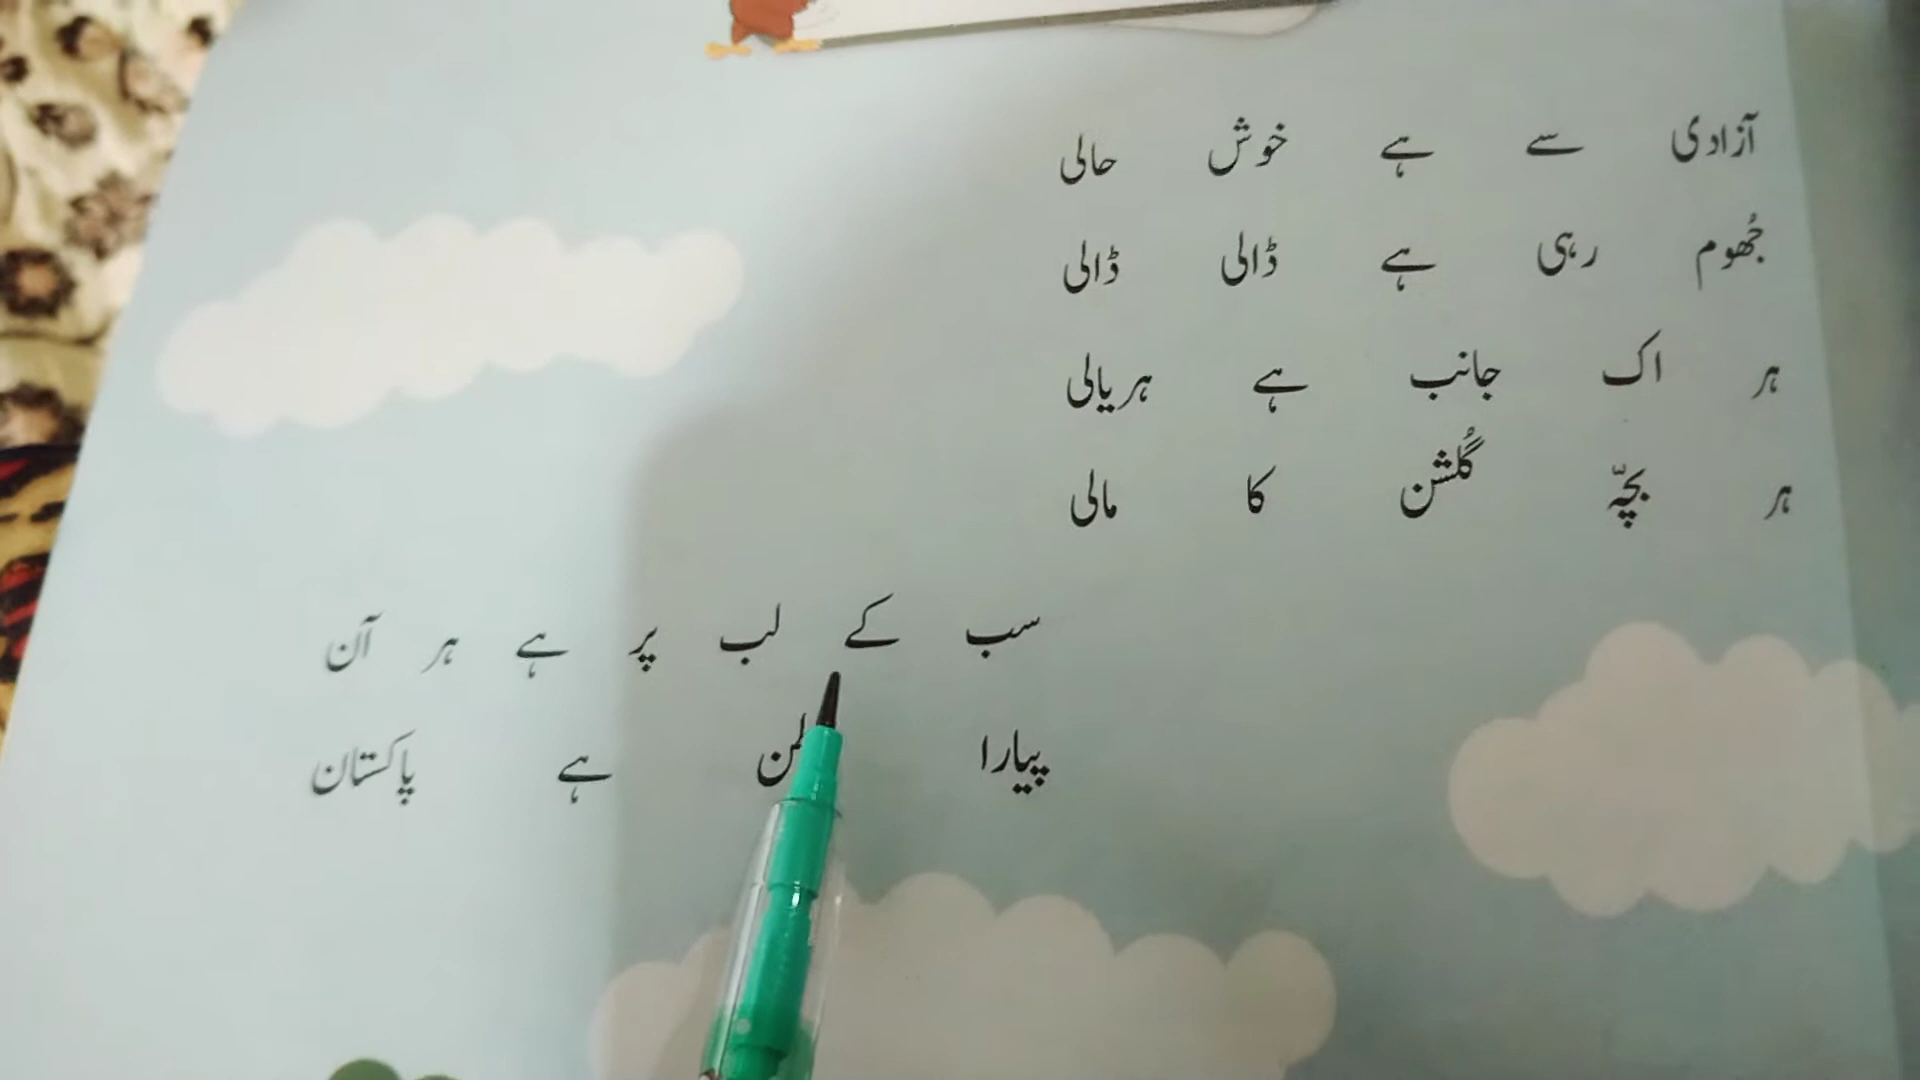 آزادی سے ہے خوش حالی
جُھوم رہی ہے ڈالی ڈالی
ہر اک جانب ہے ہریالی
ہر بچّہ گُلشن کا مالی
سب کے لب پر ہے ہر آن
پیارا ہے پاکستان